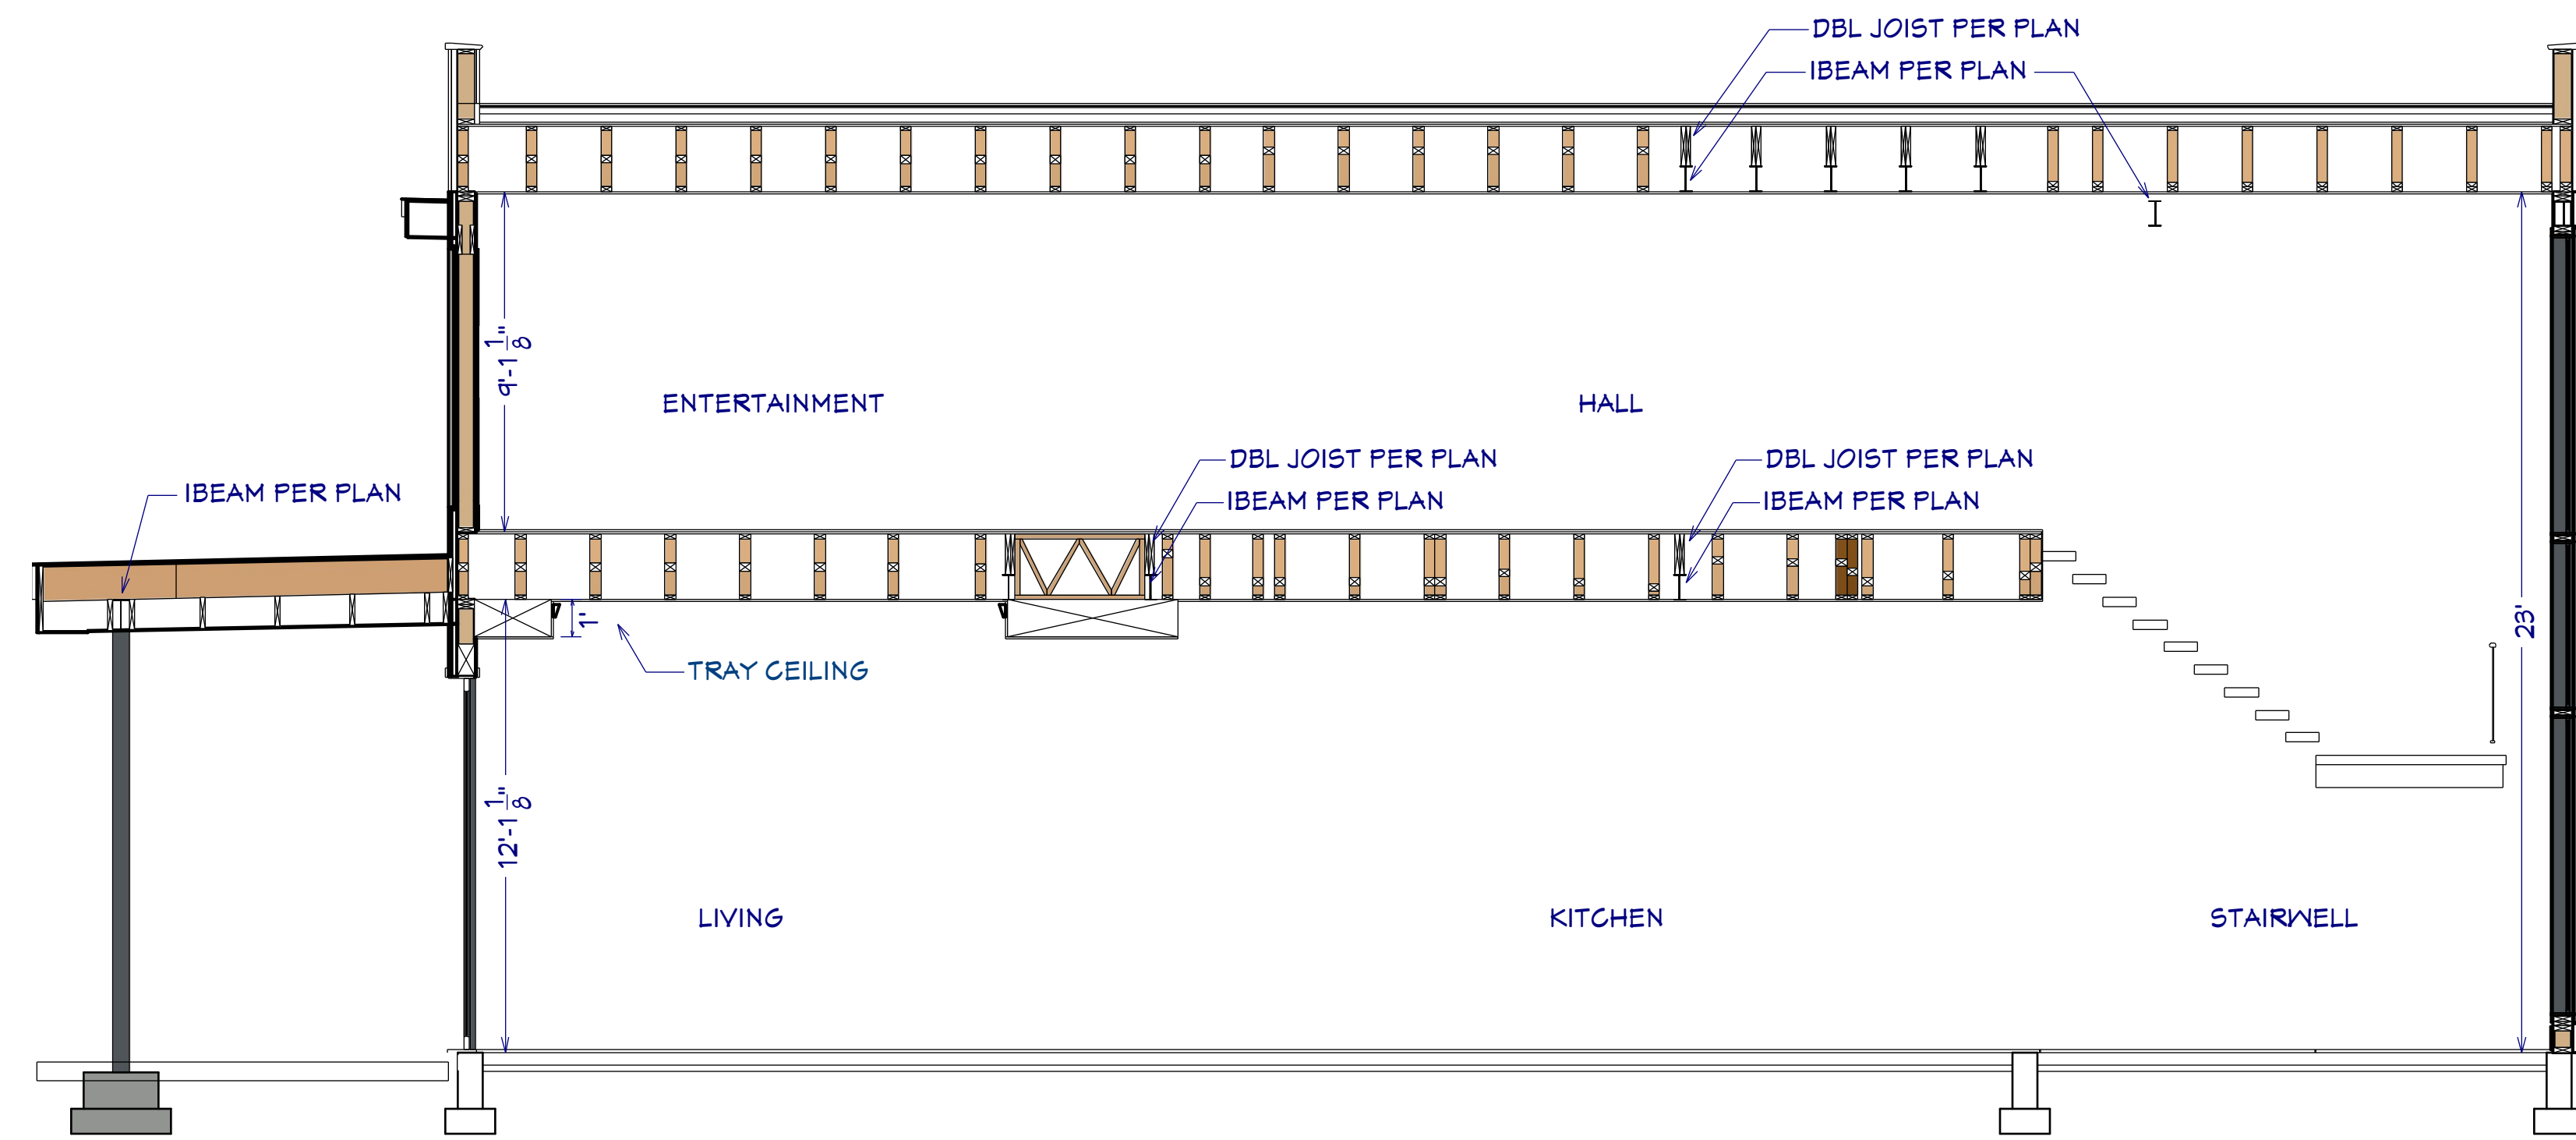 DBL JOIST PER PLAN
IBEAM PER PLAN
9'-1 1/8"
ENTERTAINMENT
HALL
DBL JOIST PER PLAN
DBL JOIST PER PLAN
IBEAM PER PLAN
IBEAM PER PLAN
IBEAM PER PLAN
1'
23'
TRAY CEILING
12'-1 1/8"
LIVING
KITCHEN
STAIRWELL